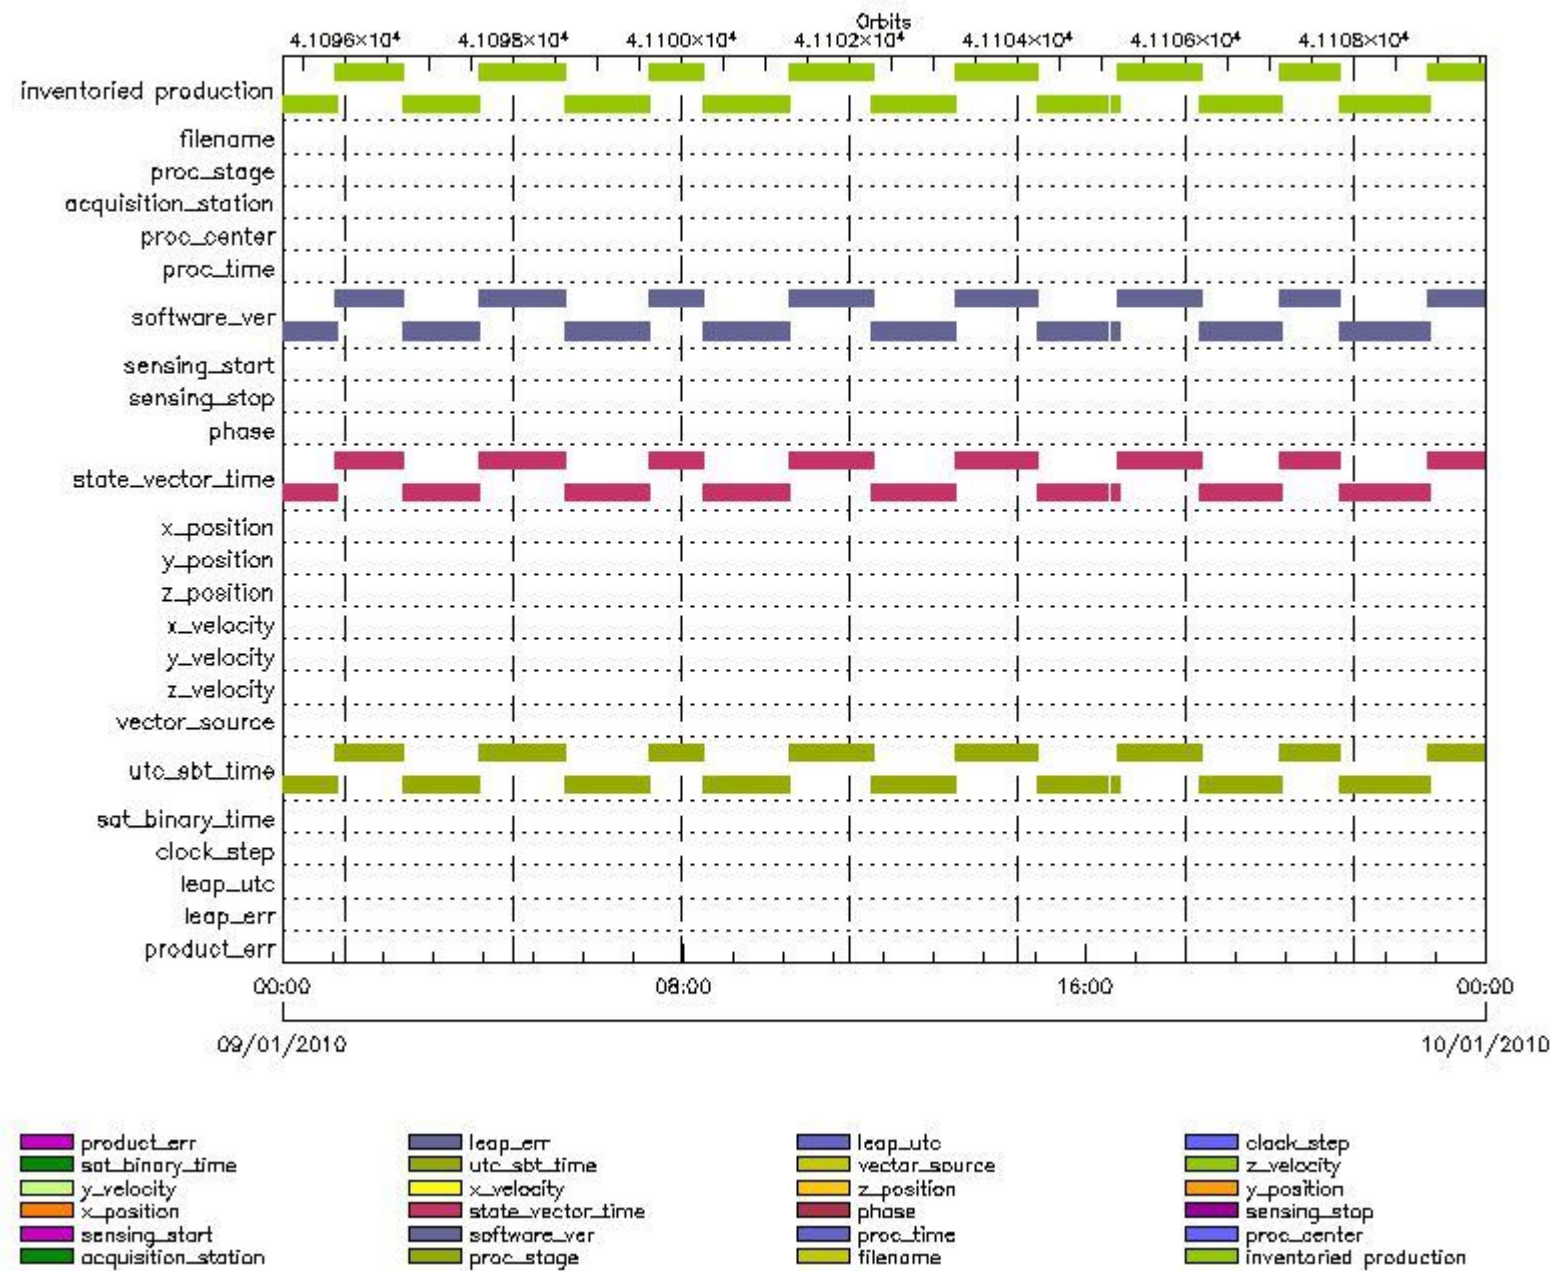 Orbits
4.1096×10⁴ 4.1098×10⁴ 4.1100×10⁴ 4.1102×10⁴ 4.1104×10⁴ 4.1106×10⁴ 4.1108×10⁴
inventoried production
filename
proc_stage
acquisition_station
proc_center
proc_time
software_ver
sensing_start
sensing_stop
phase
state_vector_time
x_position
y_position
z_position
x_velocity
y_velocity
z_velocity
vector_source
utc_sbt_time
sat_binary_time
clock_step
leap_utc
leap_err
product_err
00:00 08:00 16:00 00:00
09/01/2010 10/01/2010
product_err leap_err leap_utc clock_step
sat_binary_time utc_sbt_time vector_source z_velocity
y_velocity x_velocity z_position y_position
x_position state_vector_time phase sensing_stop
sensing_start software_ver proc_time proc_center
acquisition_station proc_stage filename inventoried production